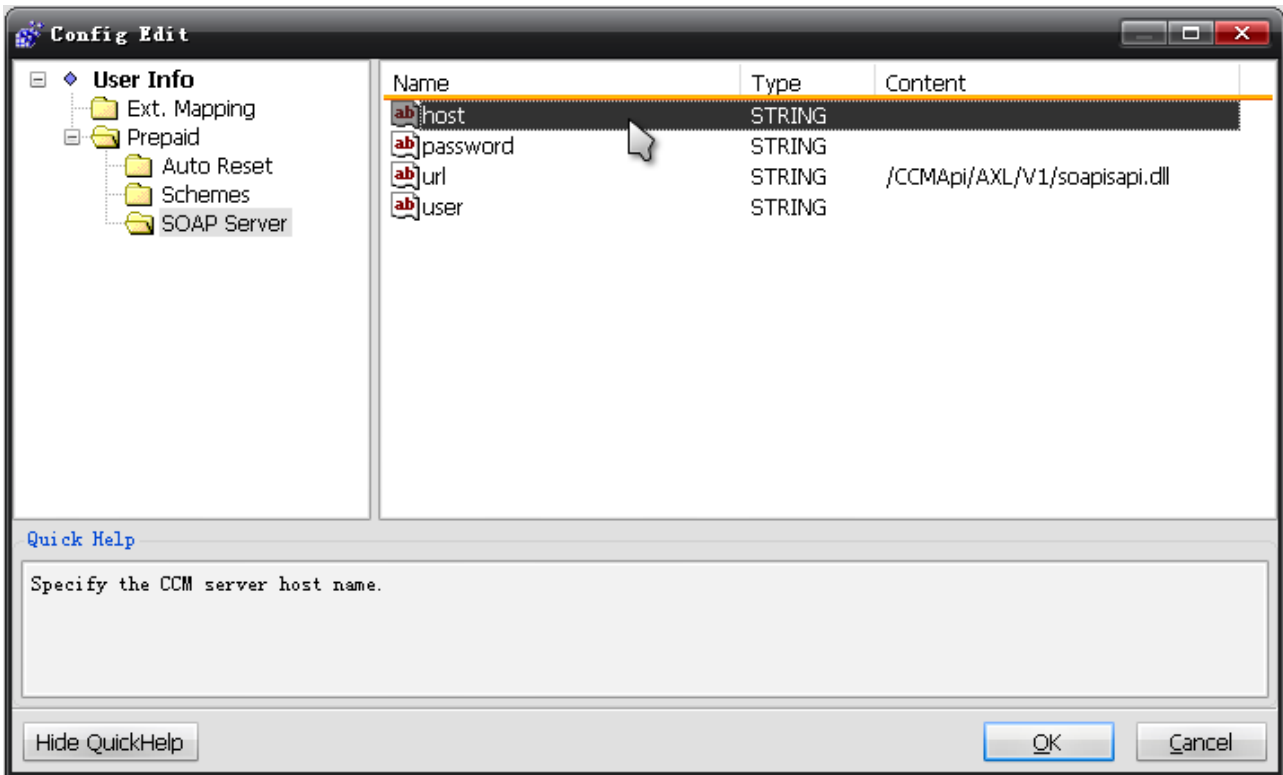 Config Edit
User Info
Ext. Mapping
Prepaid
Auto Reset
Schemes
SOAP Server
Name Type Content
ab host STRING
ab password STRING
ab url STRING /CCMApi/AXL/V1/soapisapi.dll
ab user STRING
Quick Help
Specify the CCM server host name.
Hide QuickHelp OK Cancel